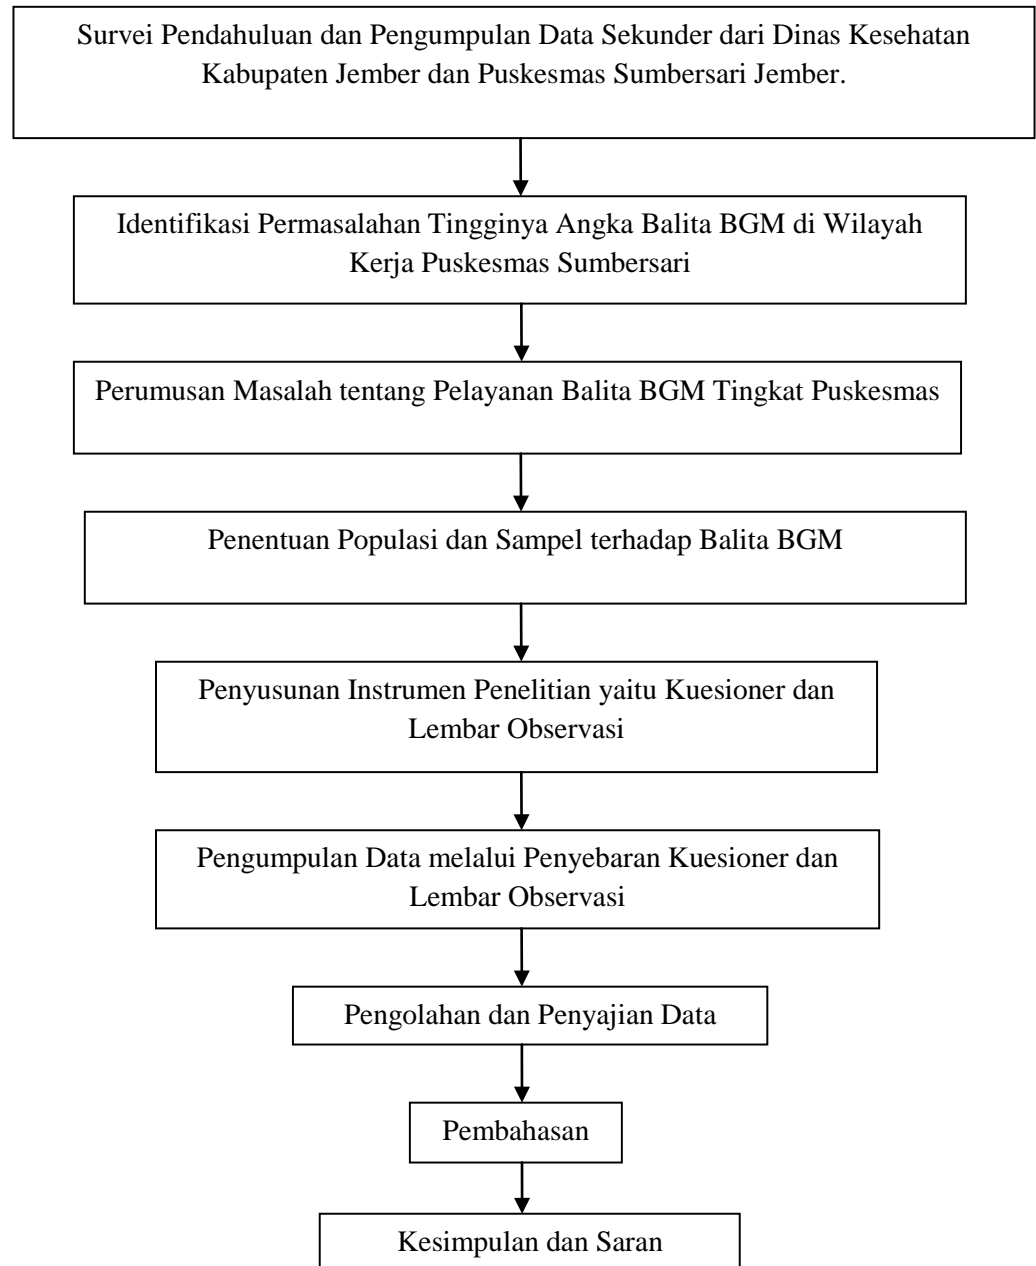 Survei Pendahuluan dan Pengumpulan Data Sekunder dari Dinas Kesehatan
Kabupaten Jember dan Puskesmas Sumbersari Jember.
Identifikasi Permasalahan Tingginya Angka Balita BGM di Wilayah
Kerja Puskesmas Sumbersari
Perumusan Masalah tentang Pelayanan Balita BGM Tingkat Puskesmas
Penentuan Populasi dan Sampel terhadap Balita BGM
Penyusunan Instrumen Penelitian yaitu Kuesioner dan
Lembar Observasi
Pengumpulan Data melalui Penyebaran Kuesioner dan
Lembar Observasi
Pengolahan dan Penyajian Data
Pembahasan
Kesimpulan dan Saran